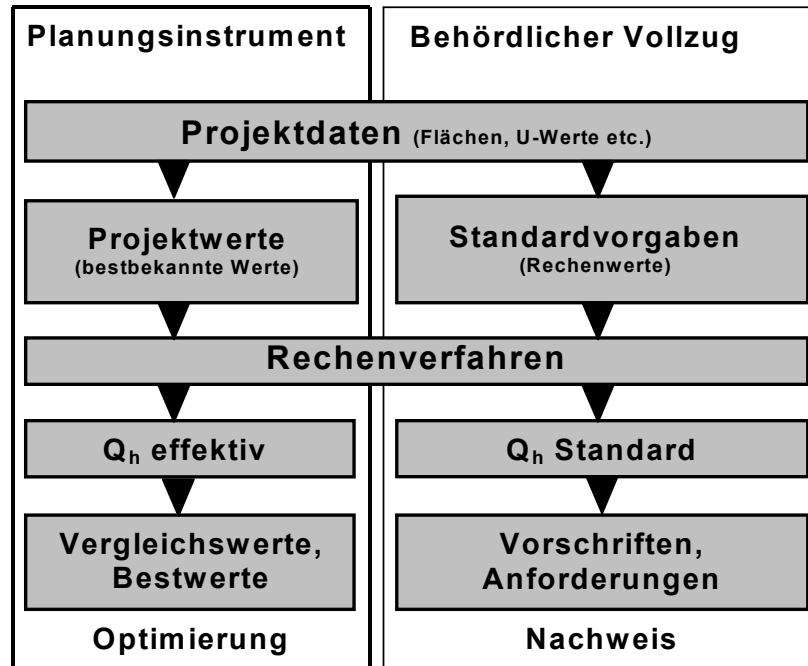 Planungsinstrument
Behördlicher Vollzug
Projektdaten (Flächen, U-Werte etc.)
Projektwerte
(bestbekannte Werte)
Standardvorgaben
(Rechenwerte)
Rechenverfahren
Qh effektiv
Qh Standard
Vergleichswerte,
Bestwerte
Vorschriften,
Anforderungen
Optimierung
Nachweis